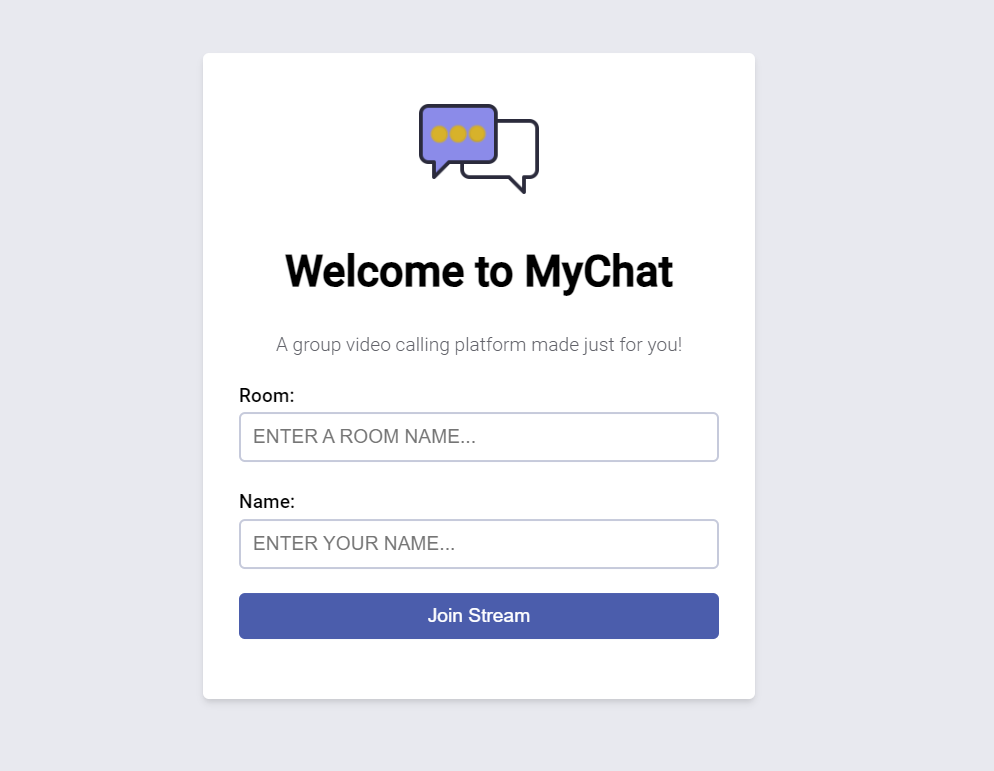 Welcome to MyChat
A group video calling platform made just for you!
Room:
ENTER A ROOM NAME...
Name:
ENTER YOUR NAME...
Join Stream